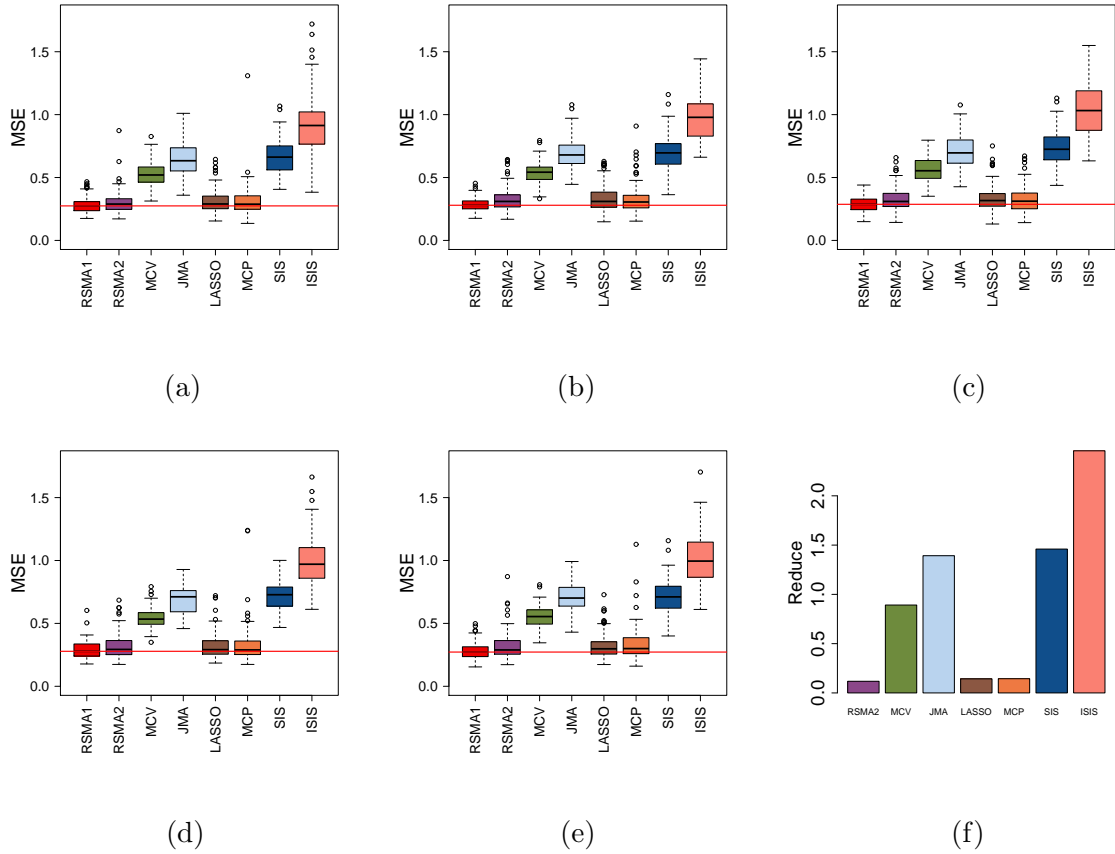 MSE
0.0 0.5 1.0 1.5
RSMA1 RSMA2 MCV JMA LASSO MCP SIS ISIS
(a)
MSE
0.0 0.5 1.0 1.5
RSMA1 RSMA2 MCV JMA LASSO MCP SIS ISIS
(b)
MSE
0.0 0.5 1.0 1.5
RSMA1 RSMA2 MCV JMA LASSO MCP SIS ISIS
(c)
MSE
0.0 0.5 1.0 1.5
RSMA1 RSMA2 MCV JMA LASSO MCP SIS ISIS
(d)
MSE
0.0 0.5 1.0 1.5
RSMA1 RSMA2 MCV JMA LASSO MCP SIS ISIS
(e)
Reduce
0.0 0.5 1.0 1.5 2.0
RSMA2 MCV JMA LASSO MCP SIS ISIS
(f)